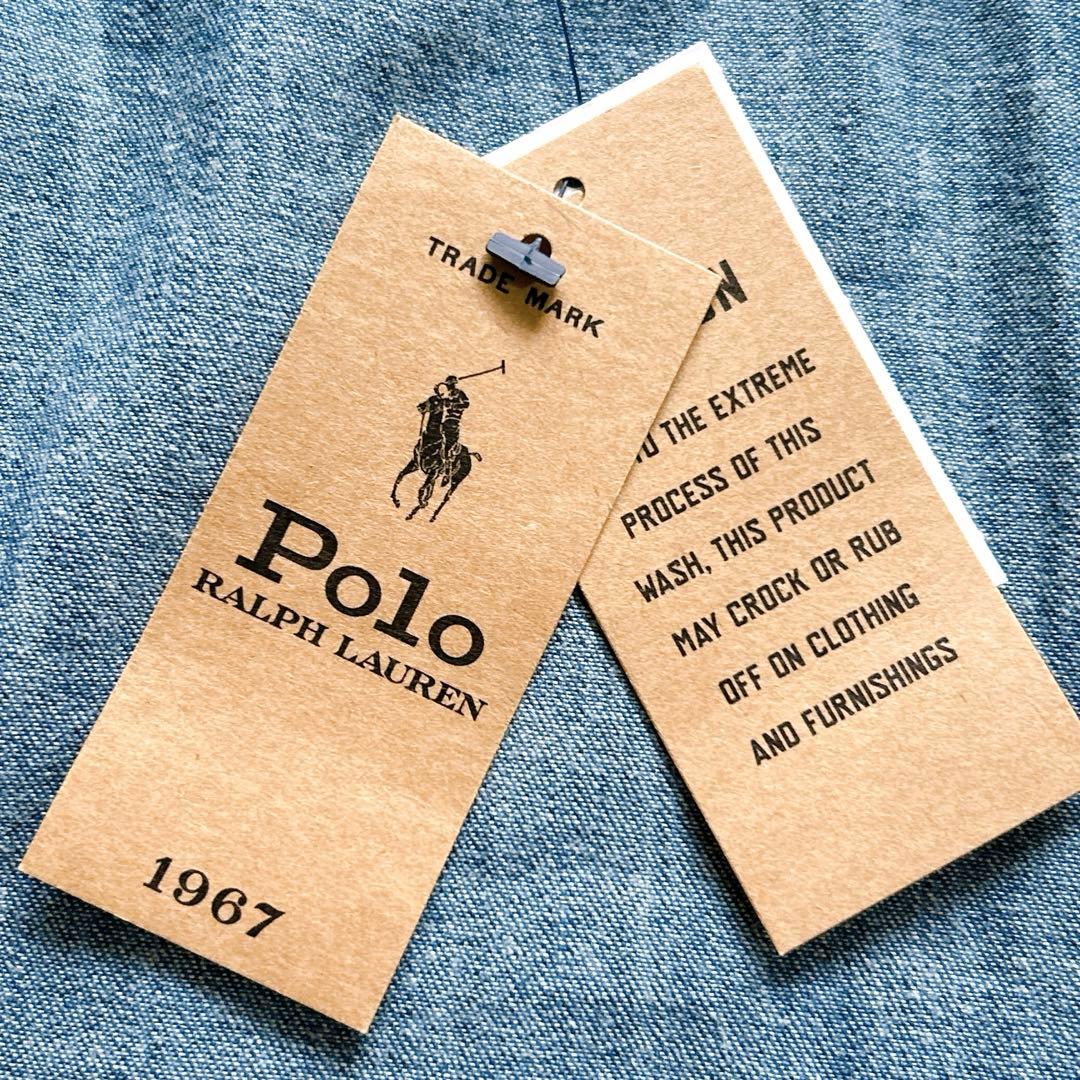 TRADE MARK
Polo
RALPH LAUREN
1967
THE EXTREME
PROCESS OF THIS
WASH, THIS PRODUCT
MAY CROCK OR RUB
OFF ON CLOTHING
AND FURNISHINGS